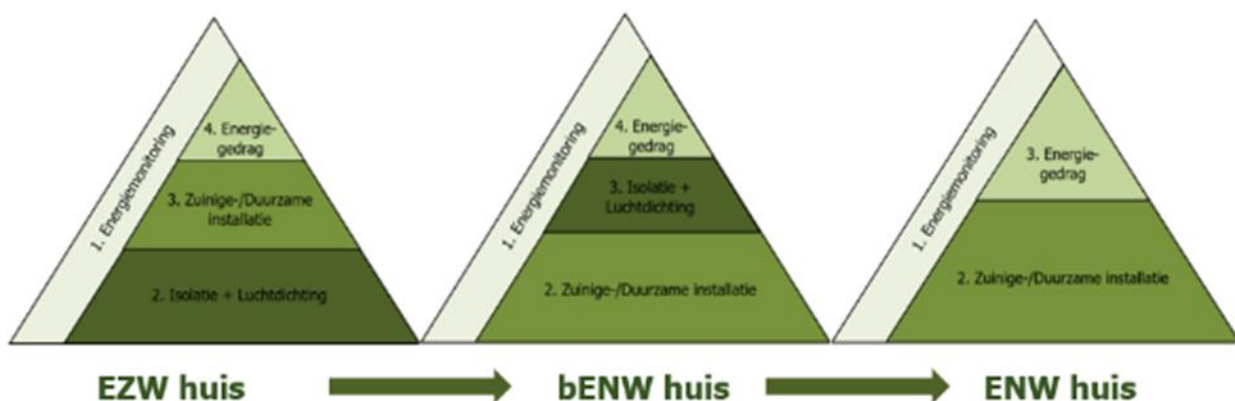 1. Energiemonitoring
4. Energie-
gedrag
3. Zuinige-/Duurzame
installatie
2. Isolatie + Luchtdichting
EZW huis
1. Energiemonitoring
4. Energie-
gedrag
3. Isolatie +
Luchtdichting
2. Zuinige-/Duurzame installatie
bENW huis
1. Energiemonitoring
3. Energie-
gedrag
2. Zuinige-/Duurzame installatie
ENW huis